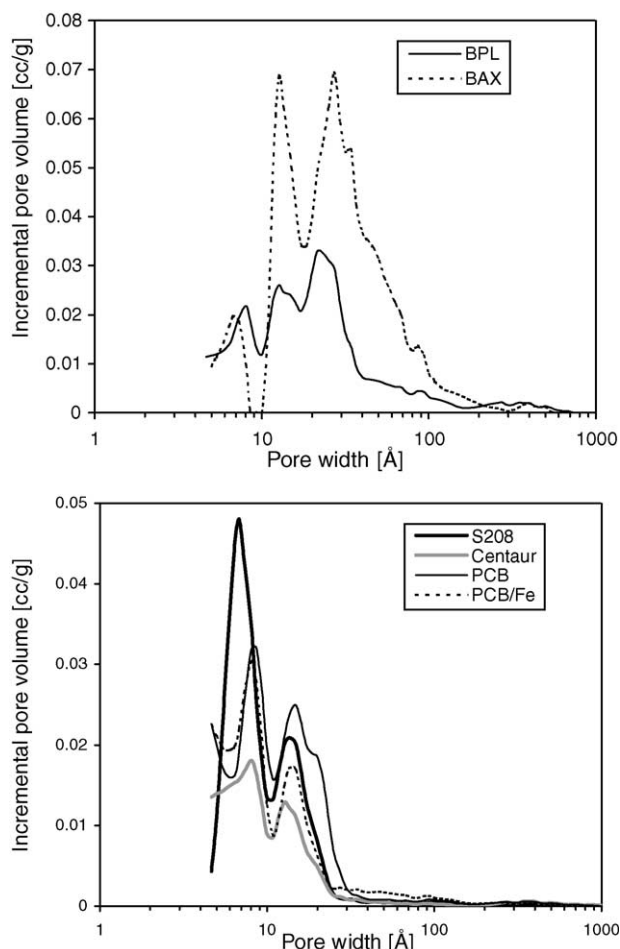 0.08
0.07
0.06
0.05
0.04
0.03
0.02
0.01
0
Incremental pore volume [cc/g]
BPL
BAX
1
10
100
1000
Pore width [Å]
0.05
0.04
0.03
0.02
0.01
0
Incremental pore volume [cc/g]
S208
Centaur
PCB
PCB/Fe
1
10
100
1000
Pore width [Å]